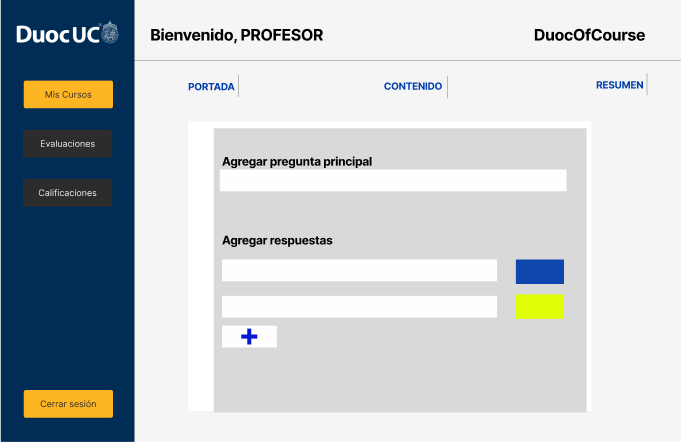 Duoc UC
Bienvenido, PROFESOR
DuocOfCourse
Mis Cursos
Evaluaciones
Calificaciones
Cerrar sesión
PORTADA
CONTENIDO
RESUMEN
Agregar pregunta principal
Agregar respuestas
+